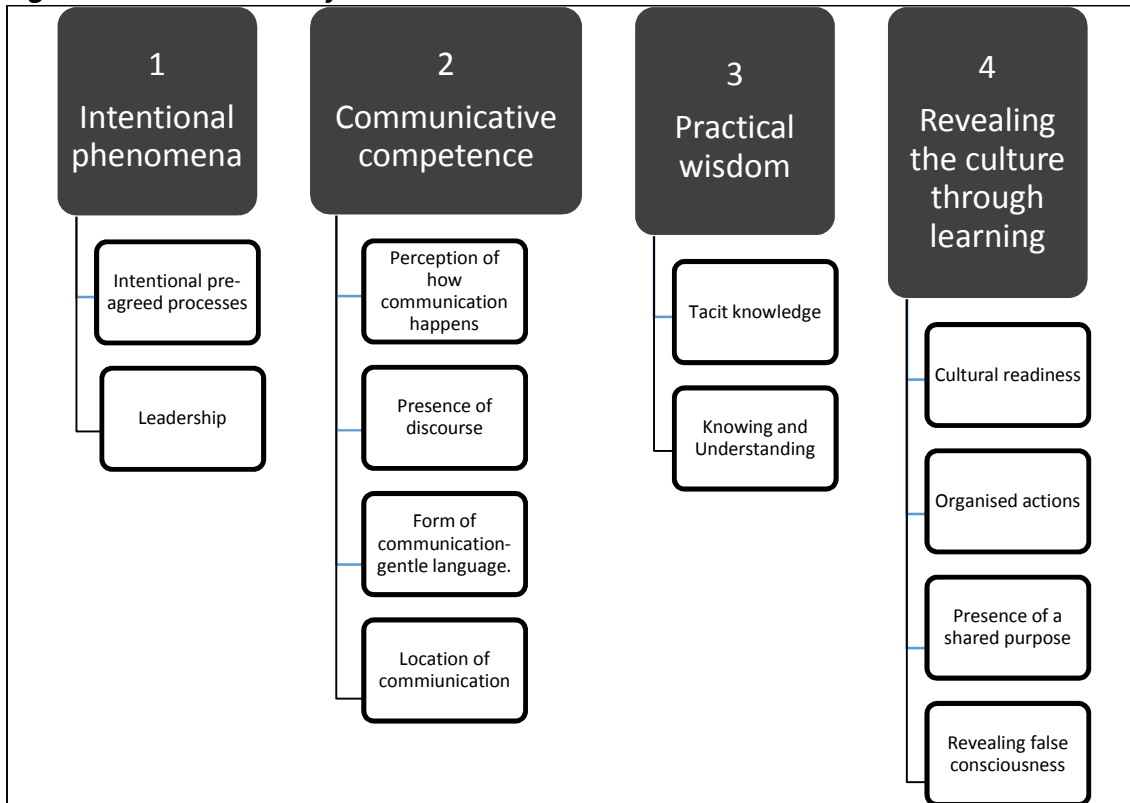 1
Intentional
phenomena
Intentional pre-
agreed processes
Leadership
2
Communicative
competence
Perception of
how
communication
happens
Presence of
discourse
Form of
communication-
gentle language.
Location of
commiunication
3
Practical
wisdom
Tacit knowledge
Knowing and
Understanding
4
Revealing
the culture
through
learning
Cultural readiness
Organised actions
Presence of a
shared purpose
Revealing false
consciousness